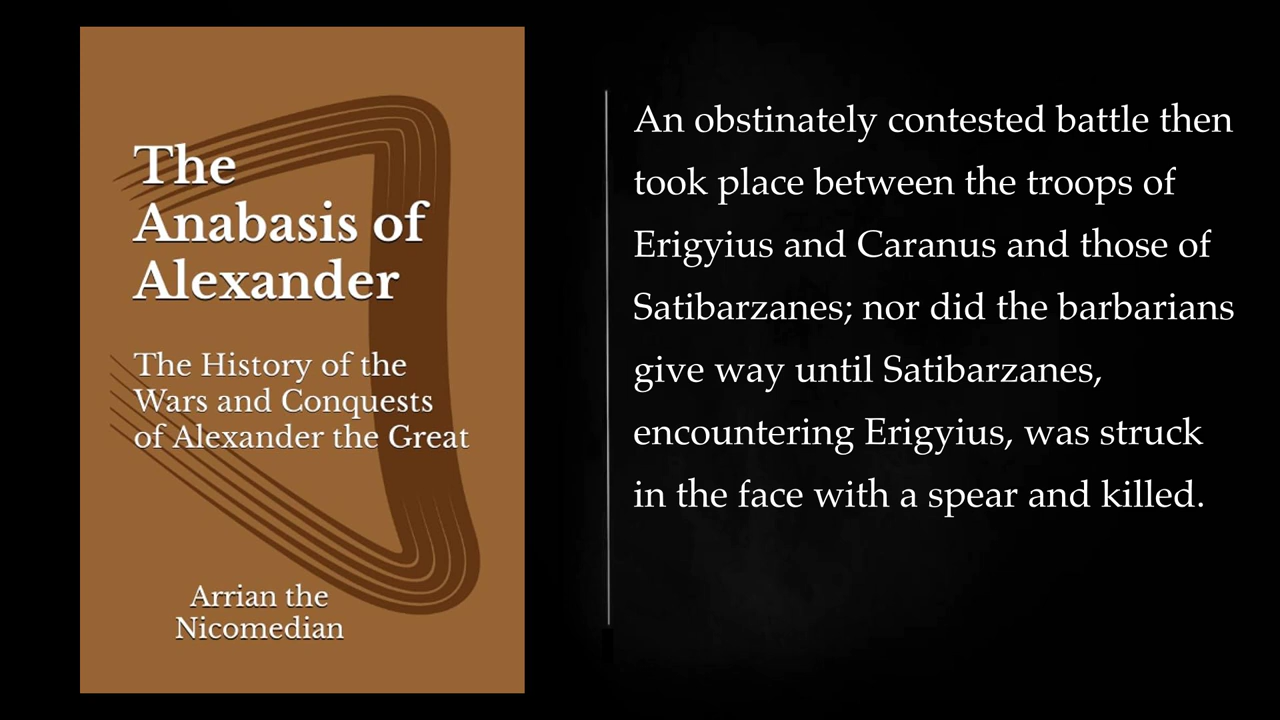 The
Anabasis of
Alexander
The History of the
Wars and Conquests
of Alexander the Great
Arrian the
Nicomedian
An obstinately contested battle then
took place between the troops of
Erigyius and Caranus and those of
Satibarzanes; nor did the barbarians
give way until Satibarzanes,
encountering Erigyius, was struck
in the face with a spear and killed.